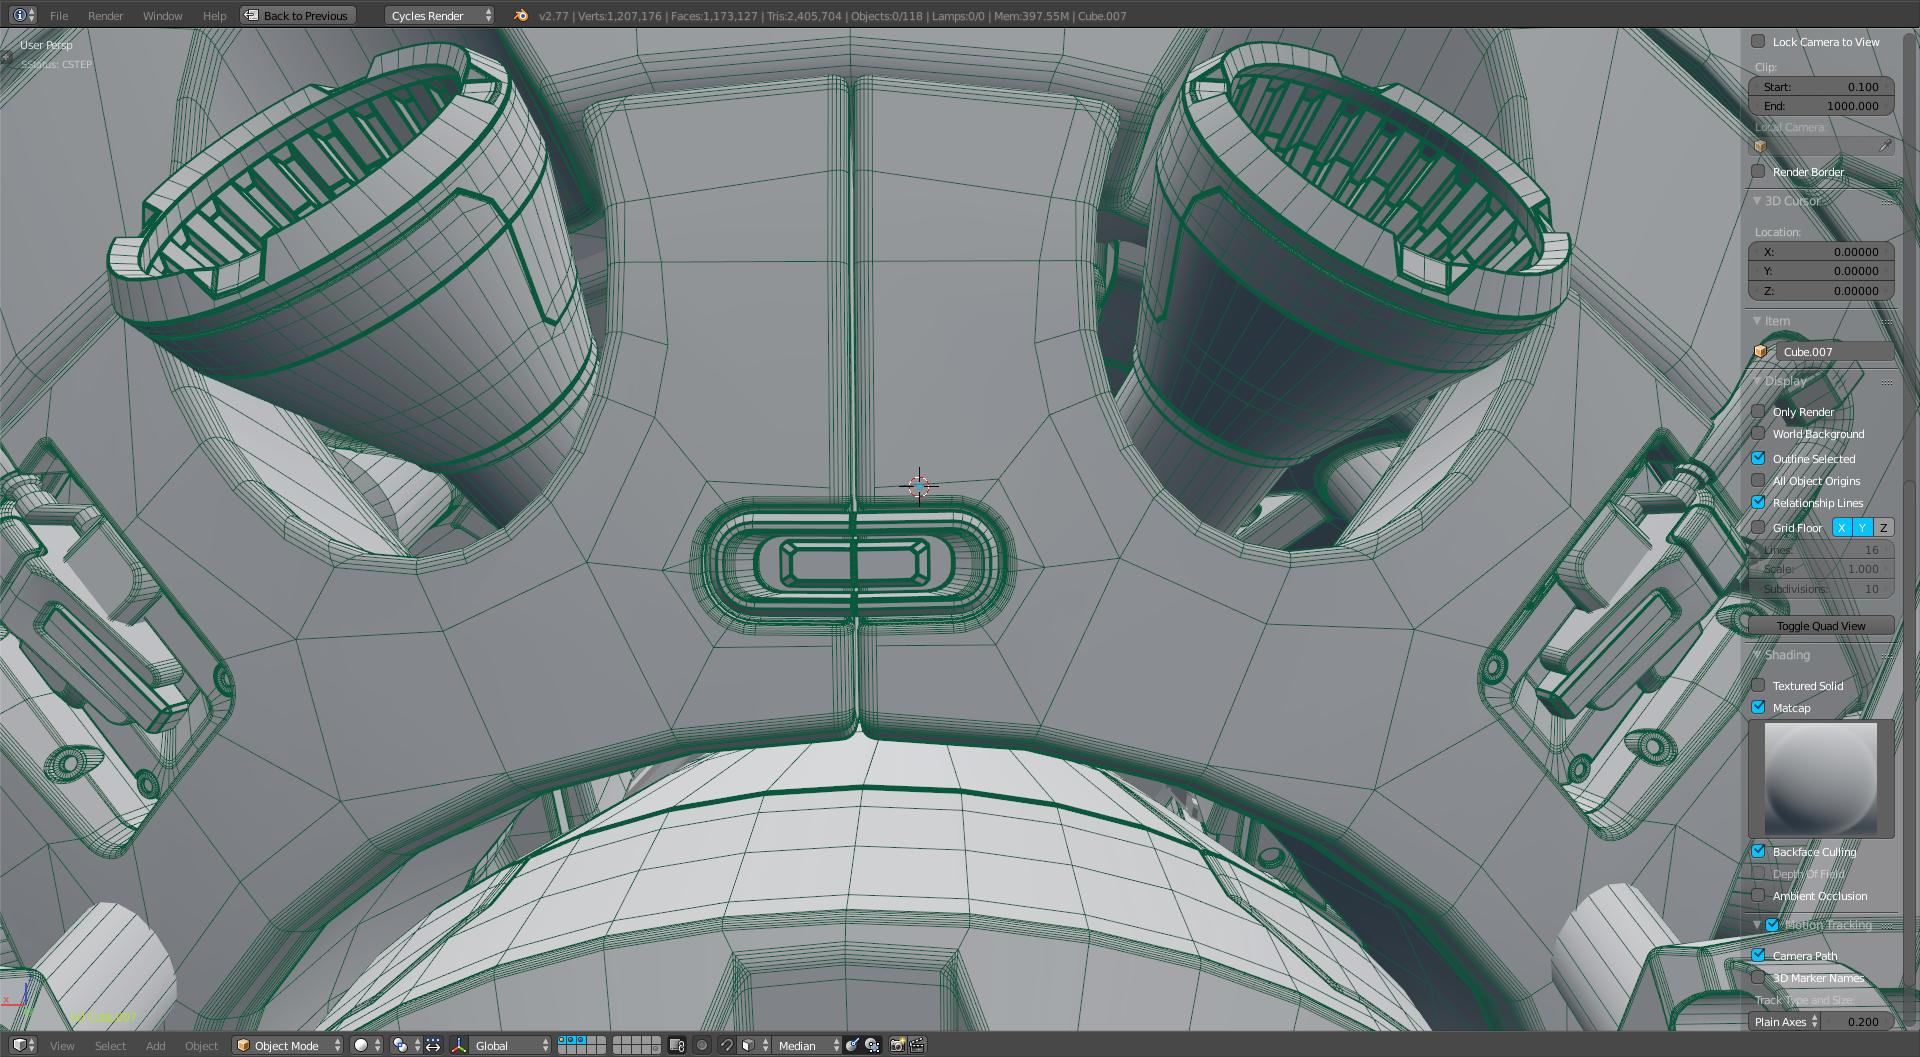 File Render Window Help Back to Previous Cycles Render v2.77 | Verts:1,207,176 | Faces:1,173,127 | Tris:2,405,704 | Objects:0/118 | Lamps:0/0 | Mem:397.55M | Cube.007
User Persp
SStatus: CSTEP
Lock Camera to View
Clip:
Start: 0.100
End: 1000.000
Local Camera:
Render Border
3D Cursor
Location:
X: 0.00000
Y: 0.00000
Z: 0.00000
Item
Cube.007
Display
Only Render
World Background
Outline Selected
All Object Origins
Relationship Lines
Grid Floor X Y Z
Lines: 16
Scale: 1.000
Subdivisions: 10
Toggle Quad View
Shading
Textured Solid
Matcap
Backface Culling
Depth Of Field
Ambient Occlusion
Motion Tracking
Camera Path
3D Marker Names
Track Type and Size:
Plain Axes 0.200
x
Cube.007
View Select Add Object Object Mode Global Median